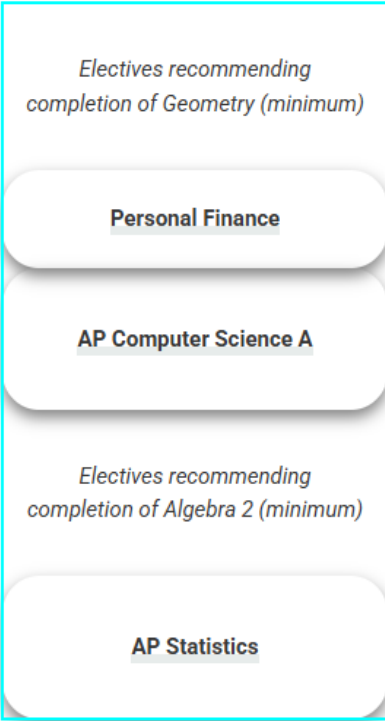 Electives recommending
completion of Geometry (minimum)
Personal Finance
AP Computer Science A
Electives recommending
completion of Algebra 2 (minimum)
AP Statistics